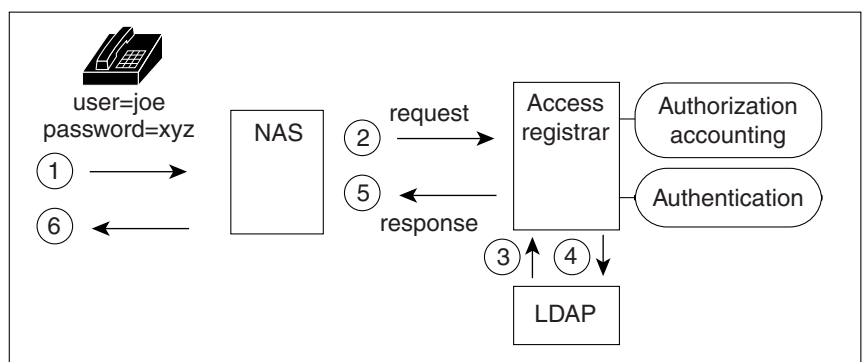 user=joe
password=xyz
1
6
NAS
2
request
5
response
Access
registrar
3
4
LDAP
Authorization
accounting
Authentication